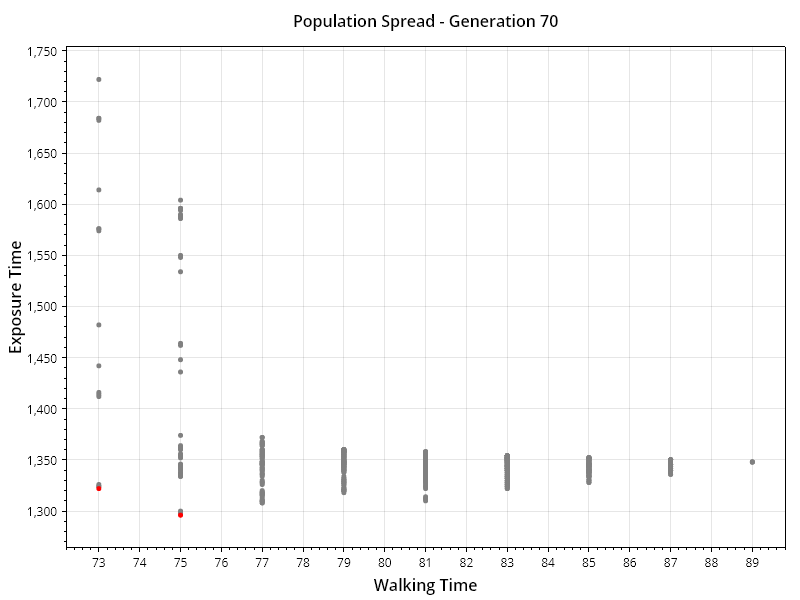 Population Spread - Generation 70
1,750
1,700
1,650
1,600
1,550
1,500
1,450
1,400
1,350
1,300
Exposure Time
73 74 75 76 77 78 79 80 81 82 83 84 85 86 87 88 89
Walking Time